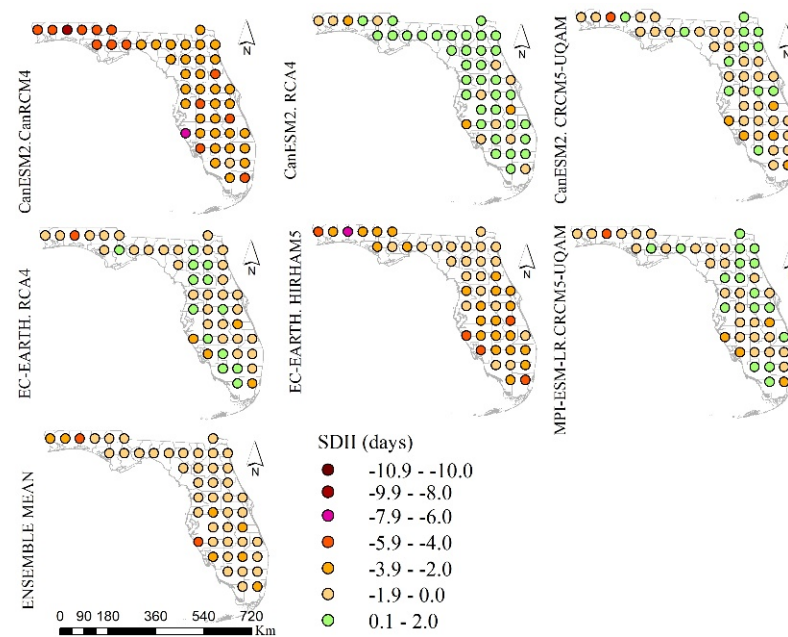 CanESM2.CanRCM4
N
CanESM2. RCA4
N
CanESM2. CRCM5-UQAM
N
EC-EARTH. RCA4
N
EC-EARTH. HIRHAM5
N
MPI-ESM-LR.CRCM5-UQAM
N
ENSEMBLE MEAN
N
SDII (days)
-10.9 - -10.0
-9.9 - -8.0
-7.9 - -6.0
-5.9 - -4.0
-3.9 - -2.0
-1.9 - 0.0
0.1 - 2.0
0 90 180 360 540 720
Km